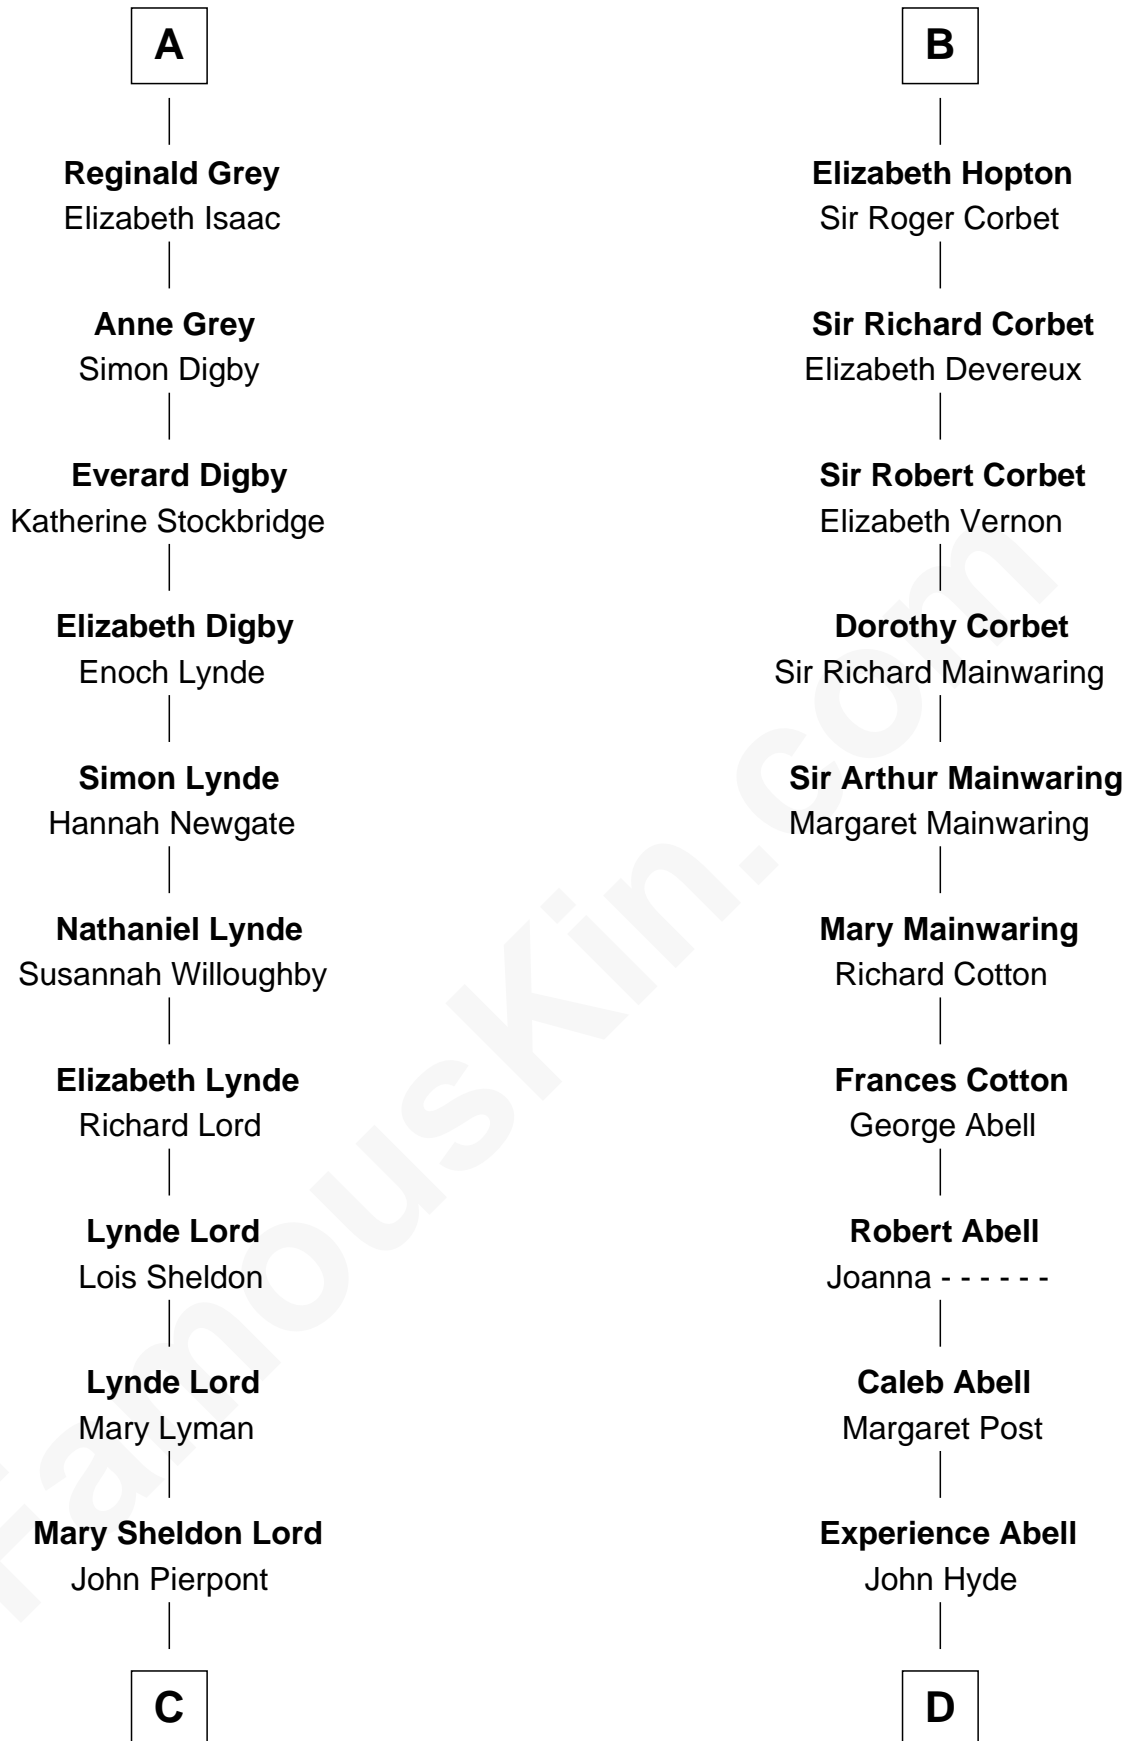 A
Reginald Grey
Elizabeth Isaac
Anne Grey
Simon Digby
Everard Digby
Katherine Stockbridge
Elizabeth Digby
Enoch Lynde
Simon Lynde
Hannah Newgate
Nathaniel Lynde
Susannah Willoughby
Elizabeth Lynde
Richard Lord
Lynde Lord
Lois Sheldon
Lynde Lord
Mary Lyman
Mary Sheldon Lord
John Pierpont
C
B
Elizabeth Hopton
Sir Roger Corbet
Sir Richard Corbet
Elizabeth Devereux
Sir Robert Corbet
Elizabeth Vernon
Dorothy Corbet
Sir Richard Mainwaring
Sir Arthur Mainwaring
Margaret Mainwaring
Mary Mainwaring
Richard Cotton
Frances Cotton
George Abell
Robert Abell
Joanna - - - - - -
Caleb Abell
Margaret Post
Experience Abell
John Hyde
D
FamousKin.com